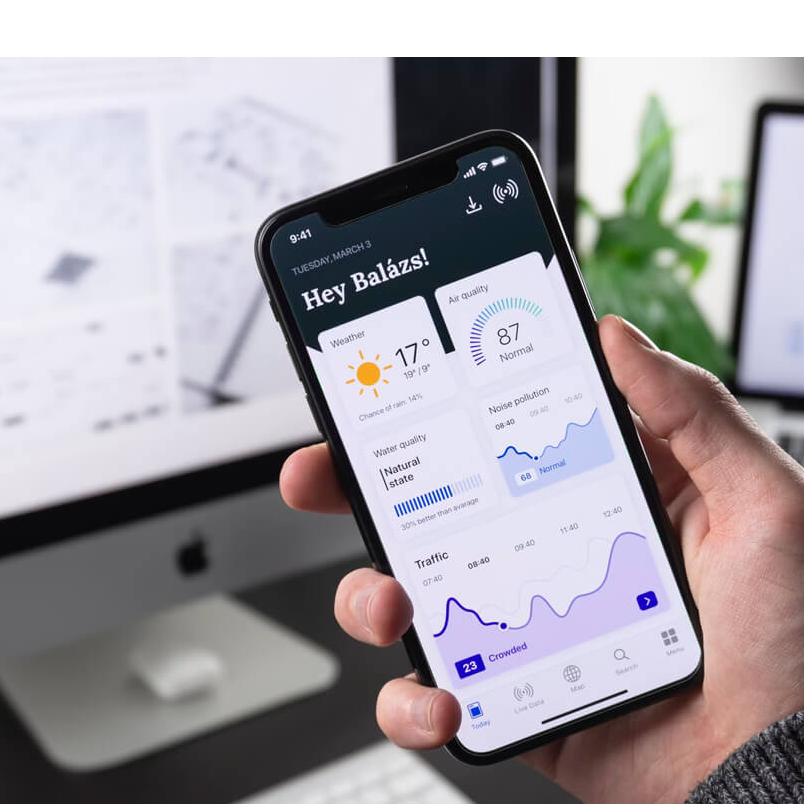 9:41
TUESDAY, MARCH 3
Hey Balázs!
Weather
17°
19° / 9°
Chance of rain: 14%
Air quality
87
Normal
Water quality
Natural
state
30% better than avarage
Noise pollution
08:40 09:40 10:40
68 Normal
Traffic
07:40 08:40 09:40 11:40 12:40
23 Crowded
Today Live Data Map Search Menu